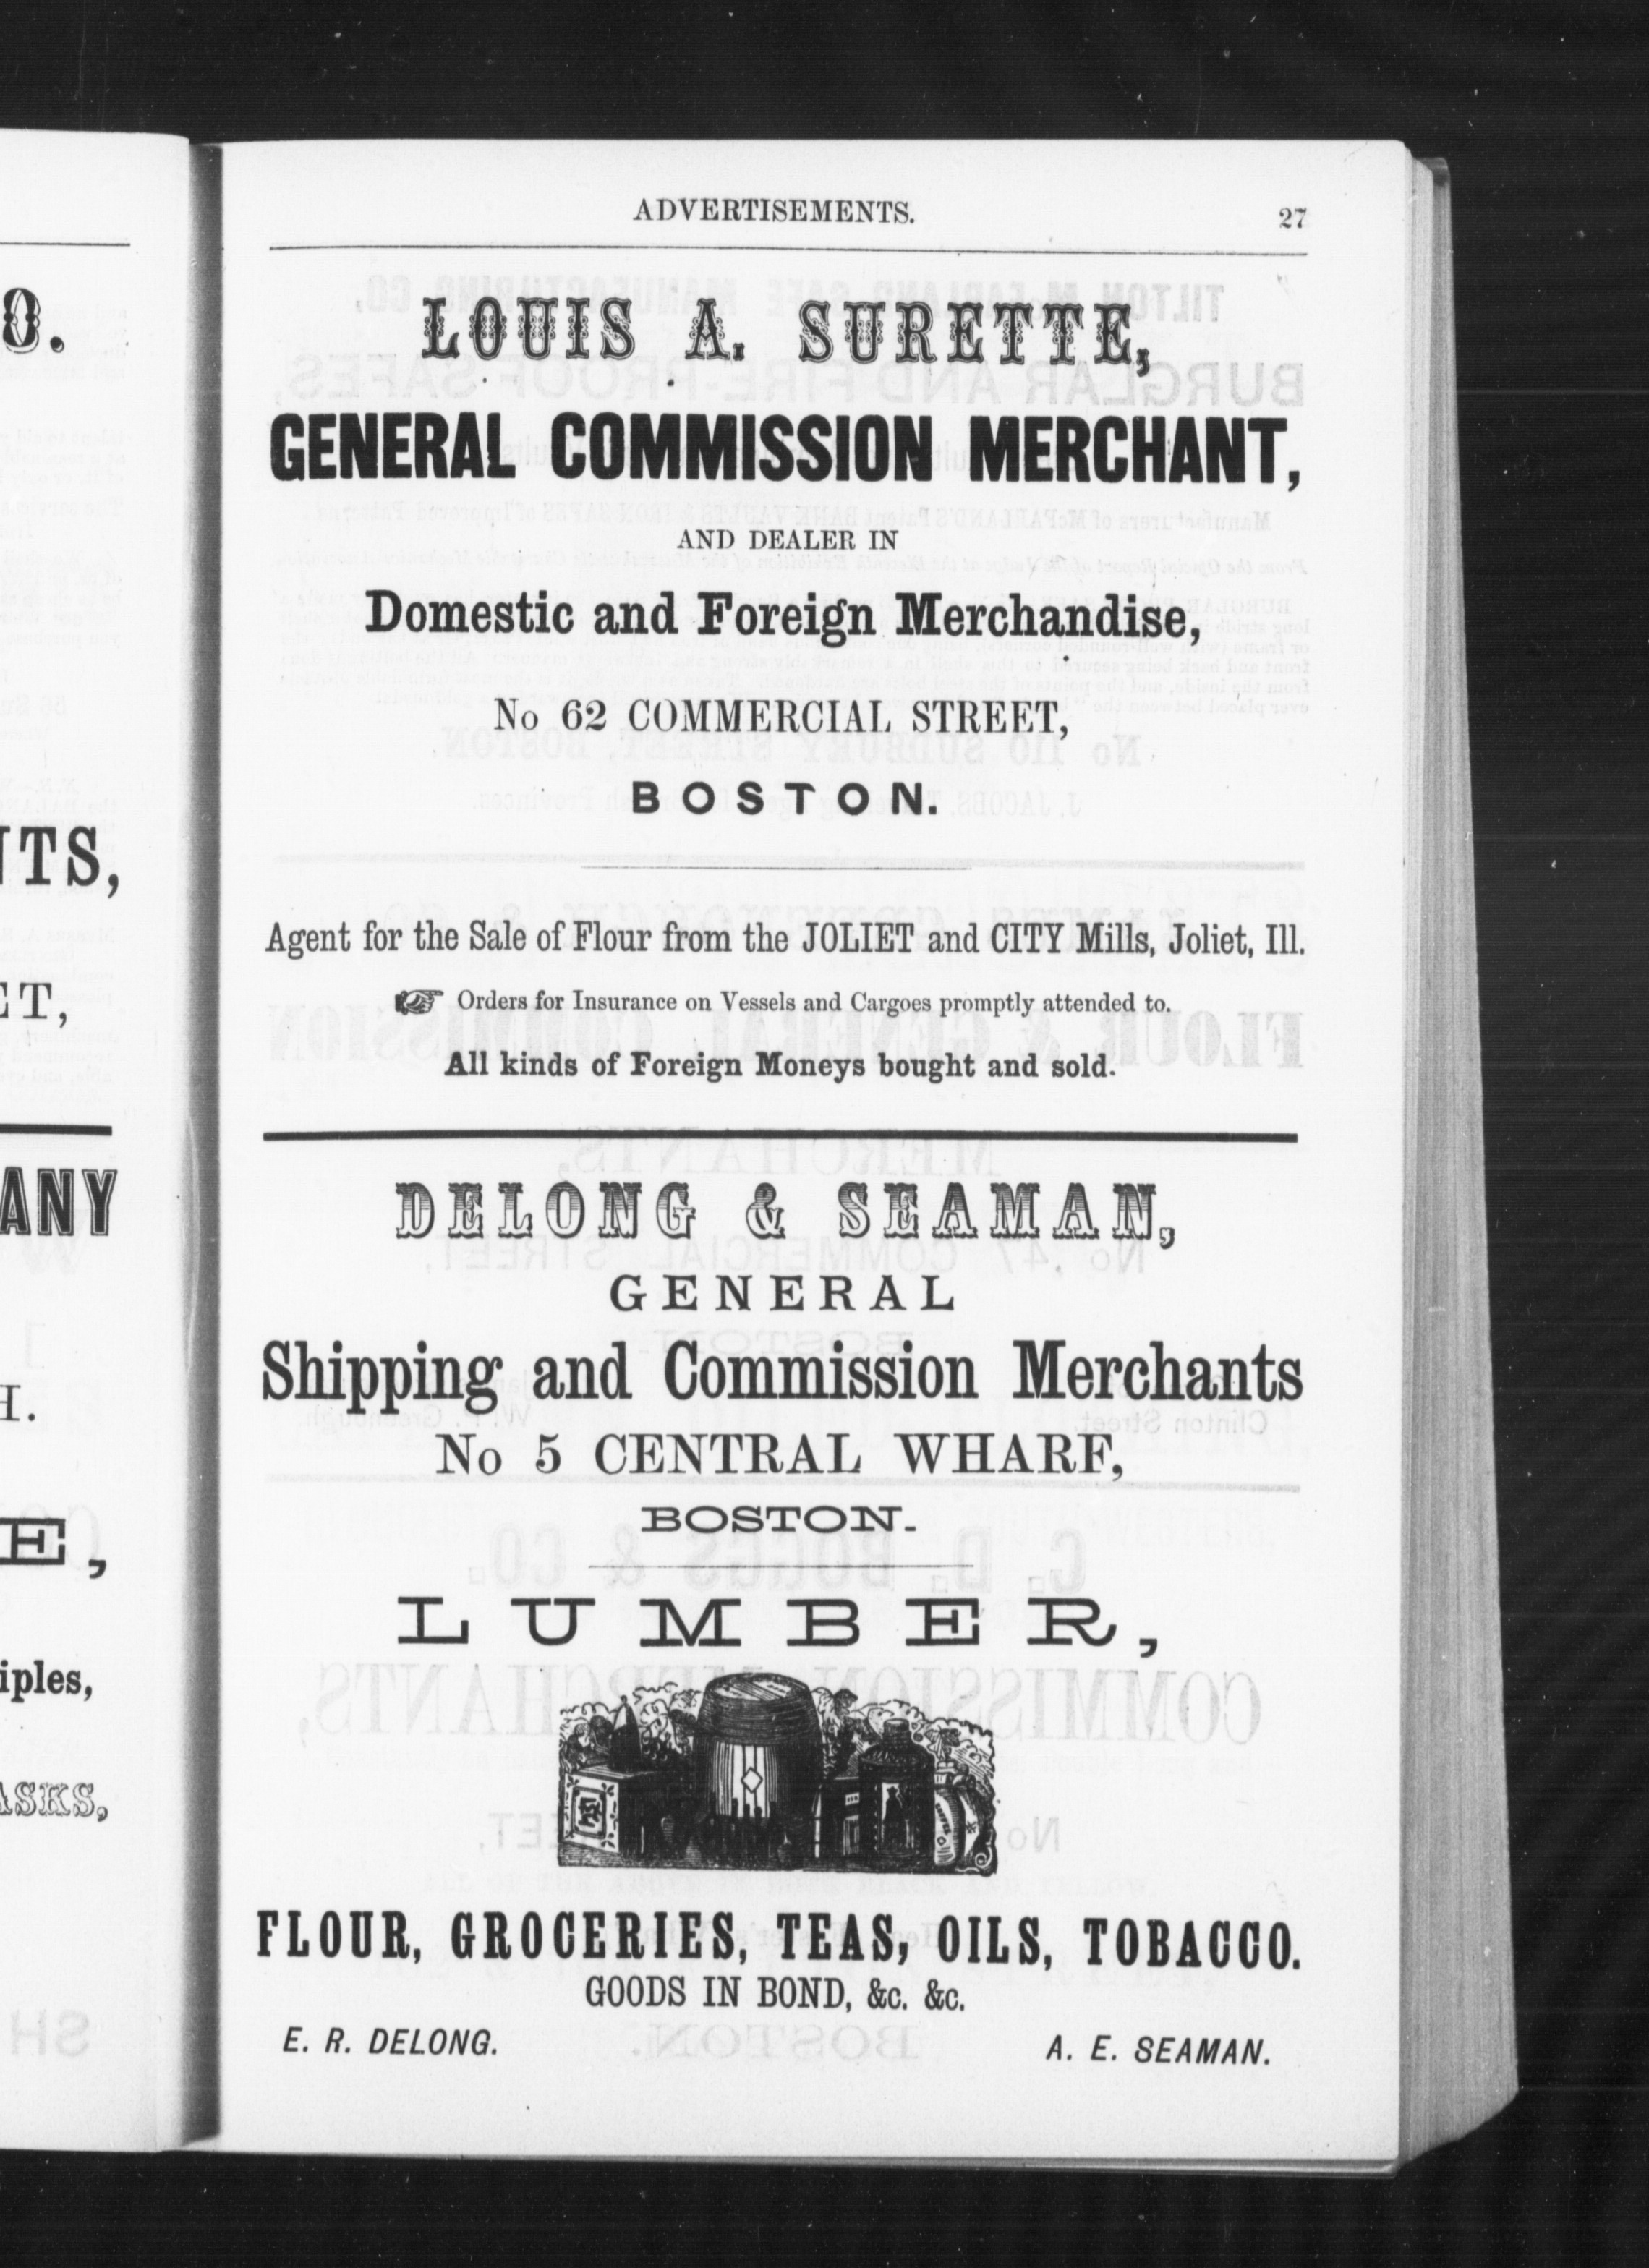 ADVERTISEMENTS.
27
LOUIS A. SURETTE,
GENERAL COMMISSION MERCHANT,
AND DEALER IN
Domestic and Foreign Merchandise,
No 62 COMMERCIAL STREET,
BOSTON.
Agent for the Sale of Flour from the JOLIET and CITY Mills, Joliet, Ill.
☞ Orders for Insurance on Vessels and Cargoes promptly attended to.
All kinds of Foreign Moneys bought and sold.
DELONG & SEAMAN,
GENERAL
Shipping and Commission Merchants
No 5 CENTRAL WHARF,
BOSTON.
LUMBER,
FLOUR, GROCERIES, TEAS, OILS, TOBACCO.
GOODS IN BOND, &c. &c.
E. R. DELONG.
A. E. SEAMAN.